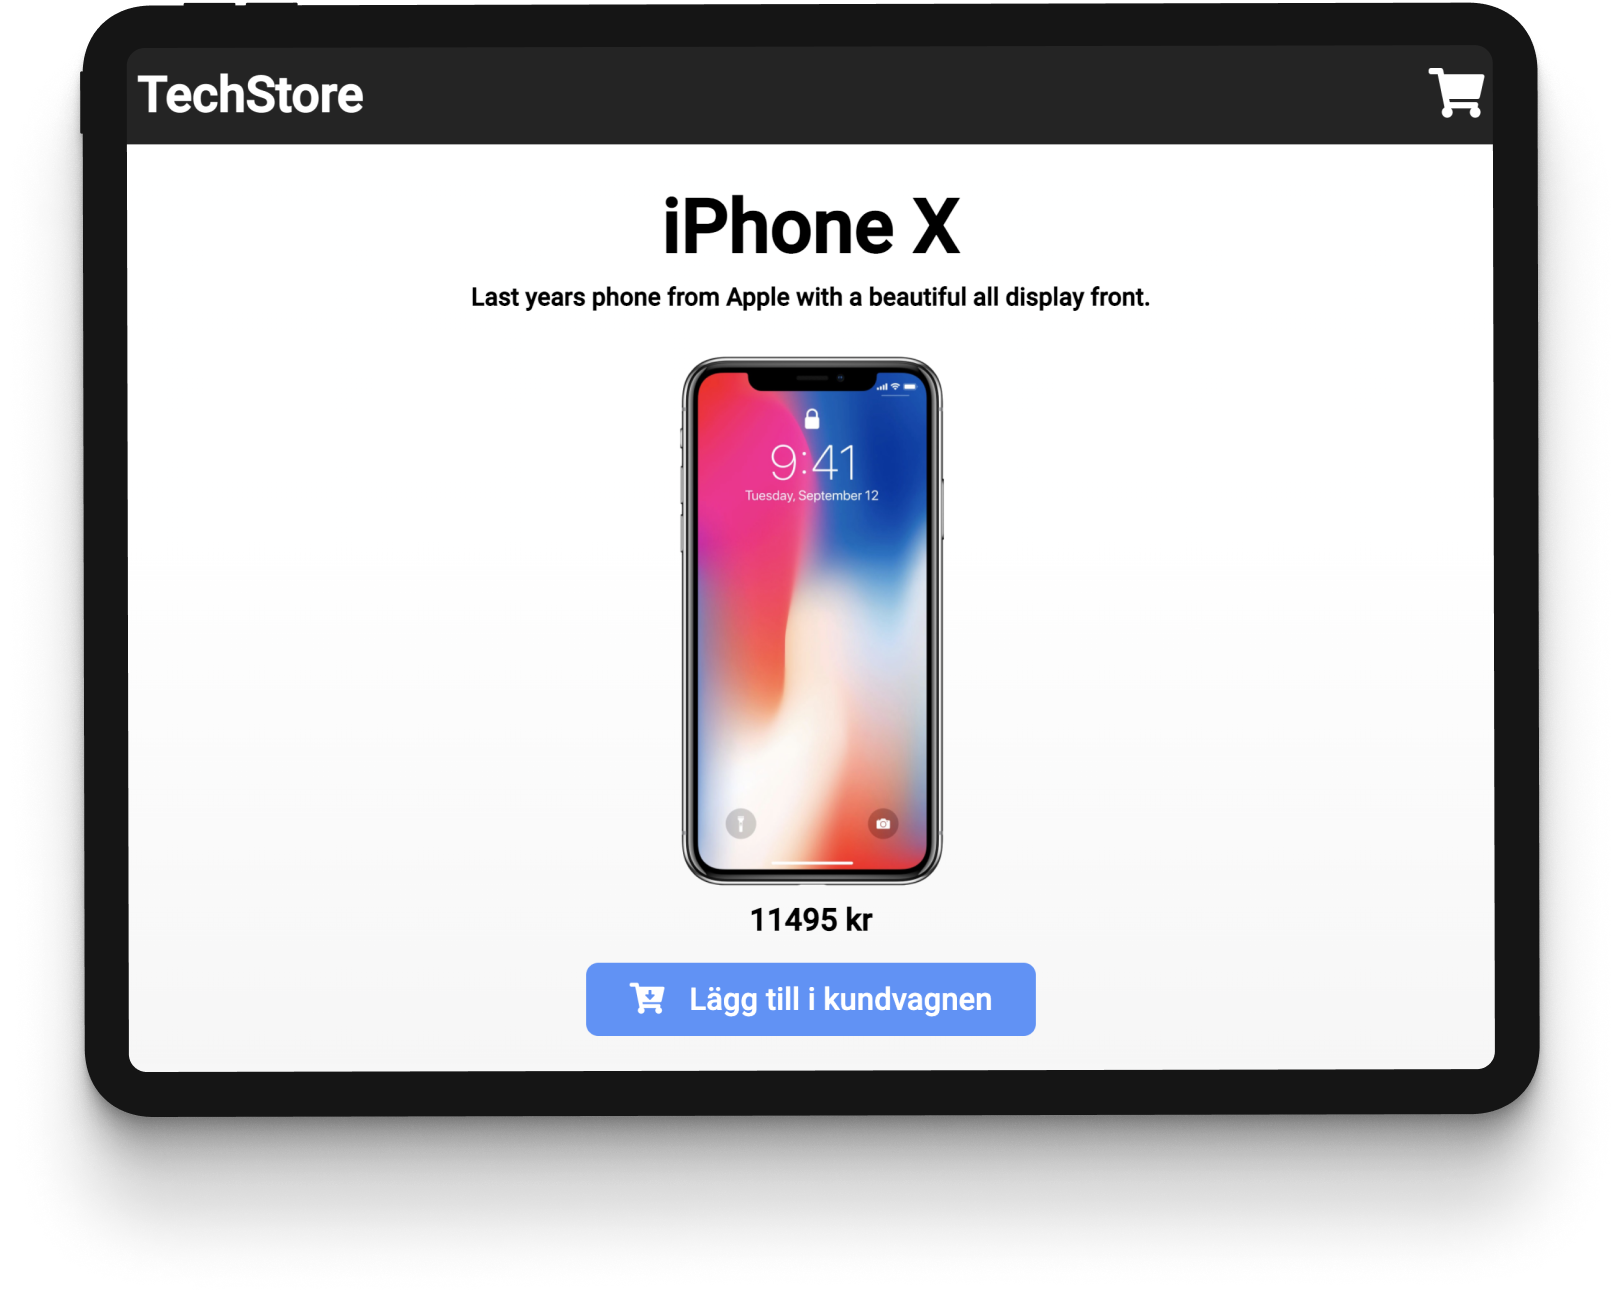 TechStore
iPhone X
Last years phone from Apple with a beautiful all display front.
9:41
Tuesday, September 12
11495 kr
Lägg till i kundvagnen